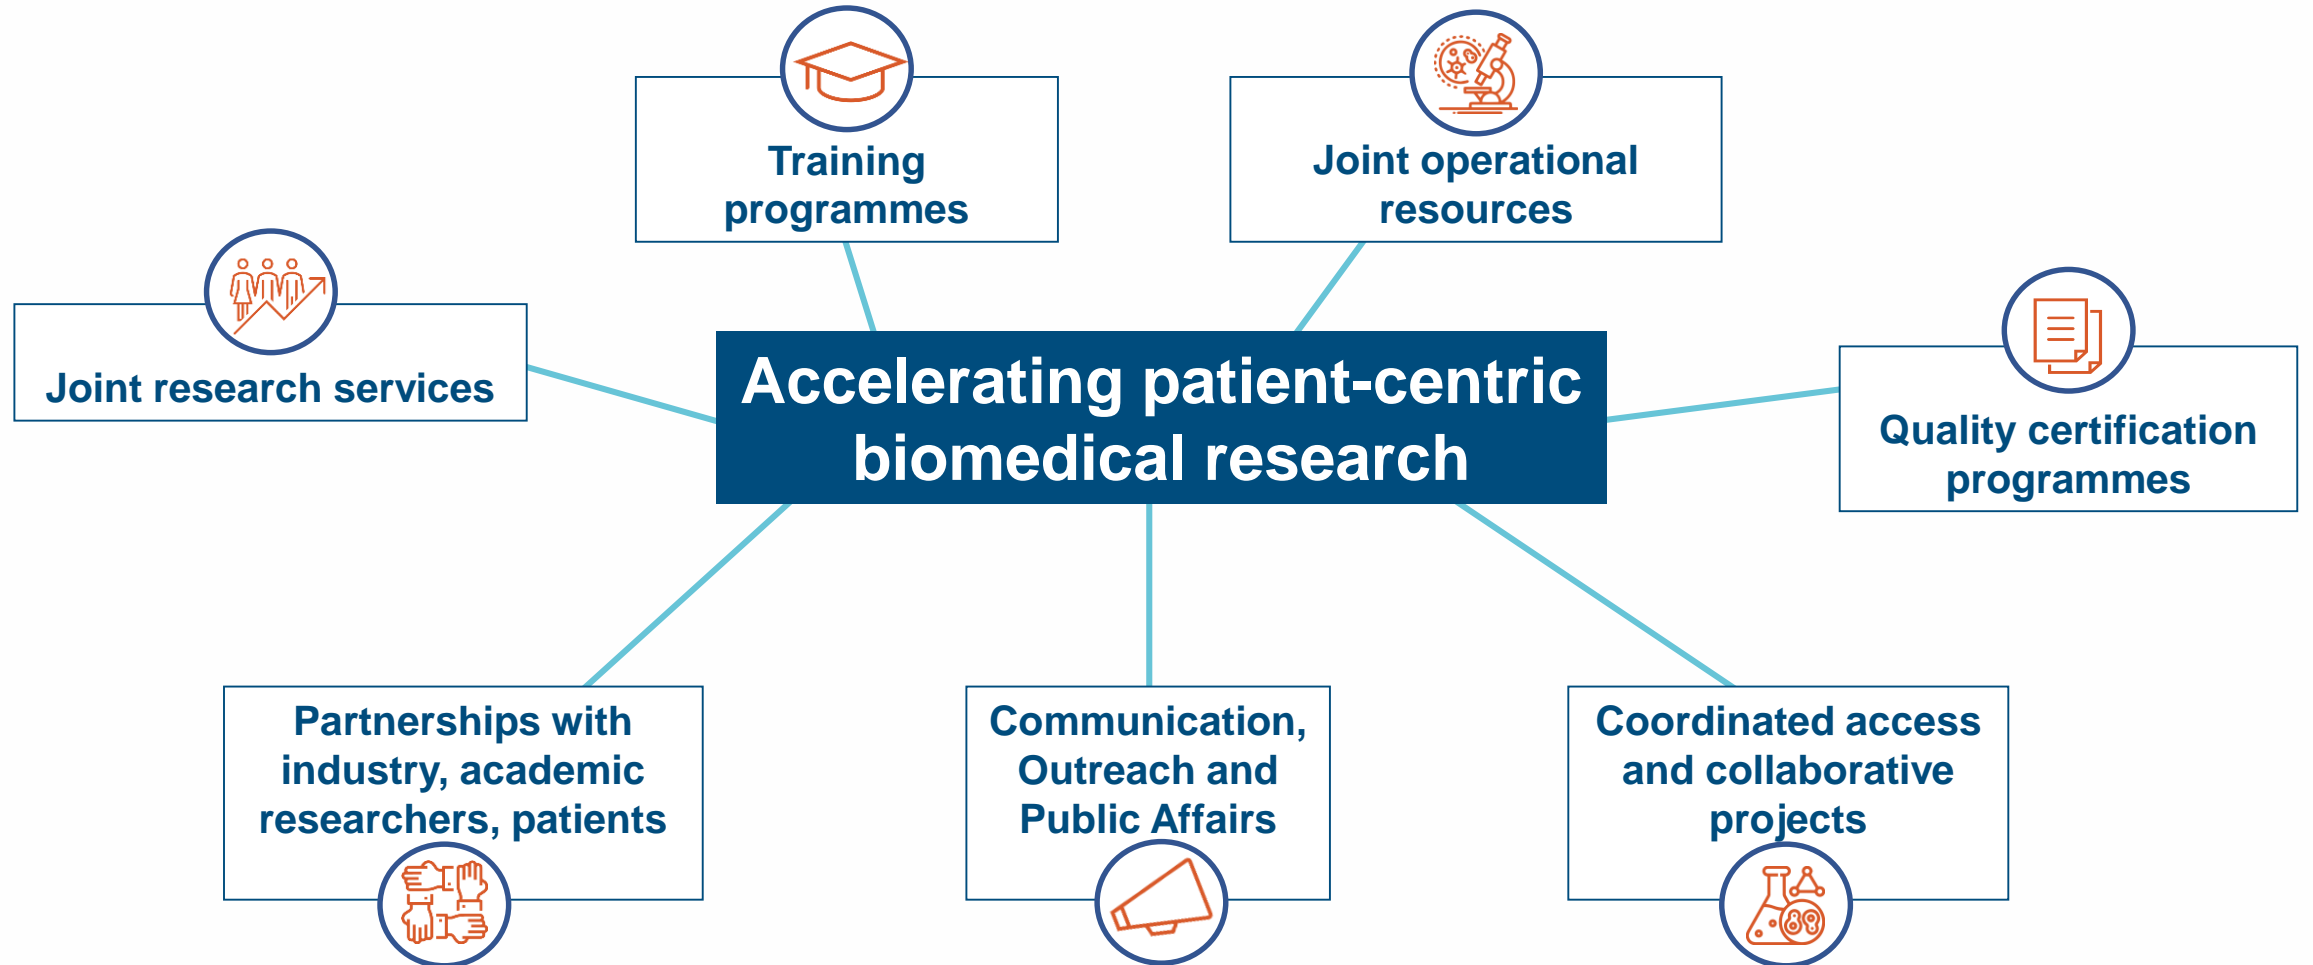 Training
programmes
Joint operational
resources
Joint research services
Accelerating patient-centric
biomedical research
Quality certification
programmes
Partnerships with
industry, academic
researchers, patients
Communication,
Outreach and
Public Affairs
Coordinated access
and collaborative
projects